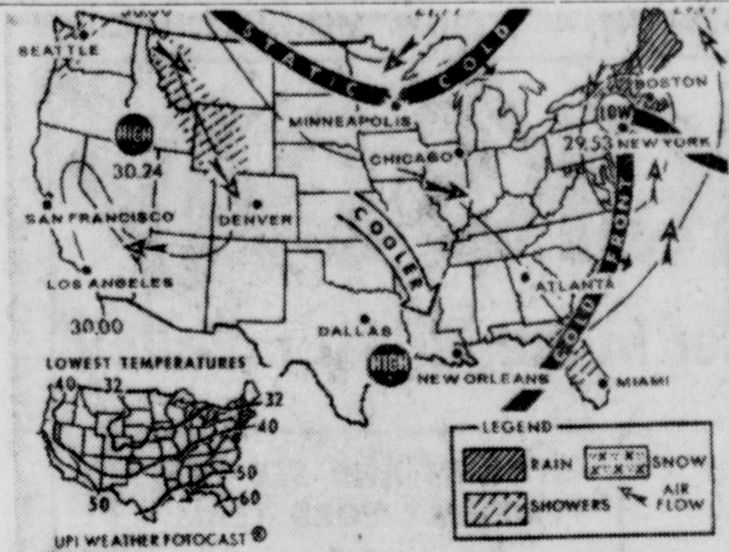 SEATTLE
STATIC
COLD
MINNEAPOLIS
BOSTON
LOW
HIGH
30.24
CHICAGO
29.53 NEW YORK
SAN FRANCISCO
DENVER
COOLER
COLD FRONT
LOS ANGELES
ATLANTA
30.00
DALLAS
HIGH
NEW ORLEANS
MIAMI
LOWEST TEMPERATURES
40
32
32
40
50
50
60
LEGEND
RAIN
SNOW
SHOWERS
AIR
FLOW
UPI WEATHER FOTOCAST ®